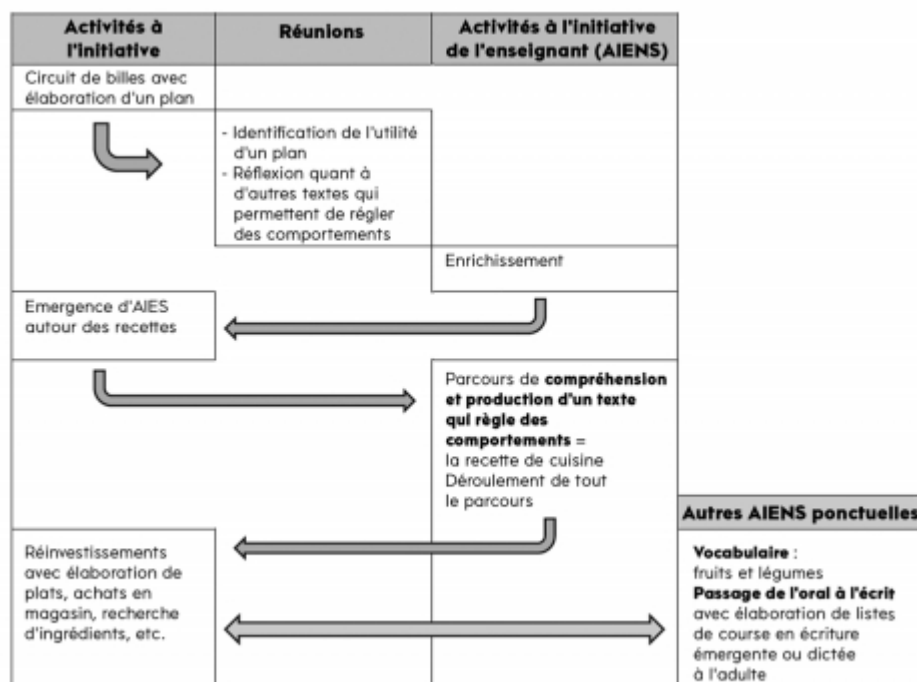 Activités à
l'initiative
Réunions
Activités à l'initiative
de l'enseignant (AIENS)
Circuit de billes avec
élaboration d'un plan
- Identification de l'utilité
d'un plan
- Réflexion quant à
d'autres textes qui
permettent de régler
des comportements
Enrichissement
Emergence d'AIES
autour des recettes
Parcours de compréhension
et production d'un texte
qui règle des
comportements =
la recette de cuisine
Déroulement de tout
le parcours
Autres AIENS ponctuelles
Réinvestissements
avec élaboration de
plats, achats en
magasin, recherche
d'ingrédients, etc.
Vocabulaire :
fruits et légumes
Passage de l'oral à l'écrit
avec élaboration de listes
de course en écriture
émergente ou dictée
à l'adulte